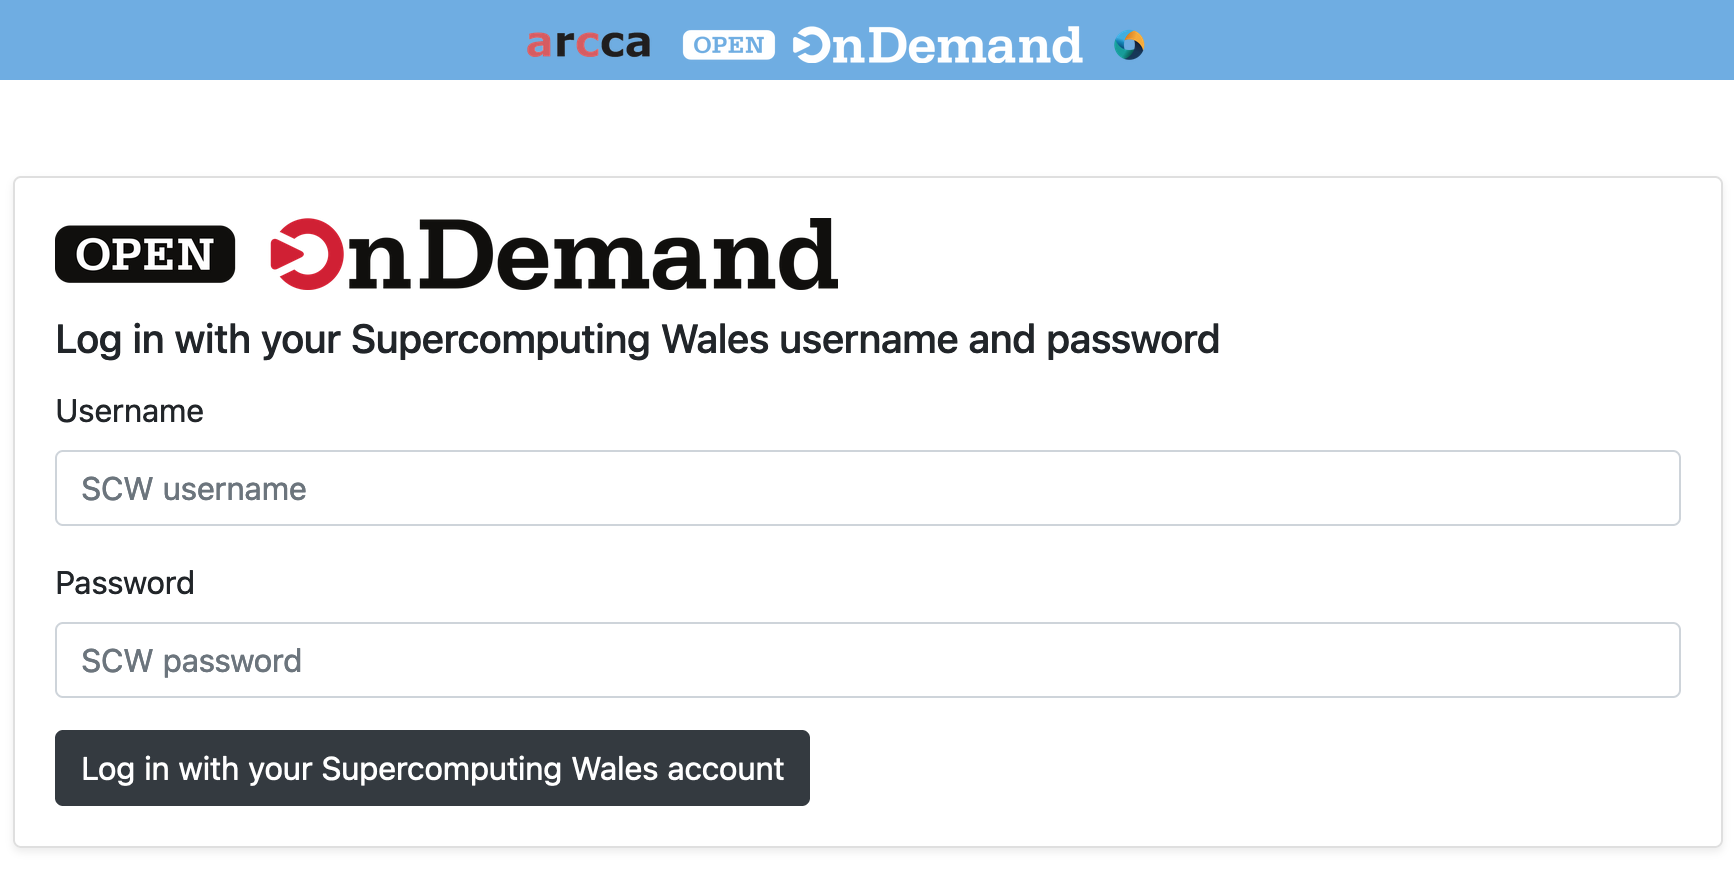 arcca OPEN OnDemand
OPEN OnDemand
Log in with your Supercomputing Wales username and password
Username
SCW username
Password
SCW password
Log in with your Supercomputing Wales account